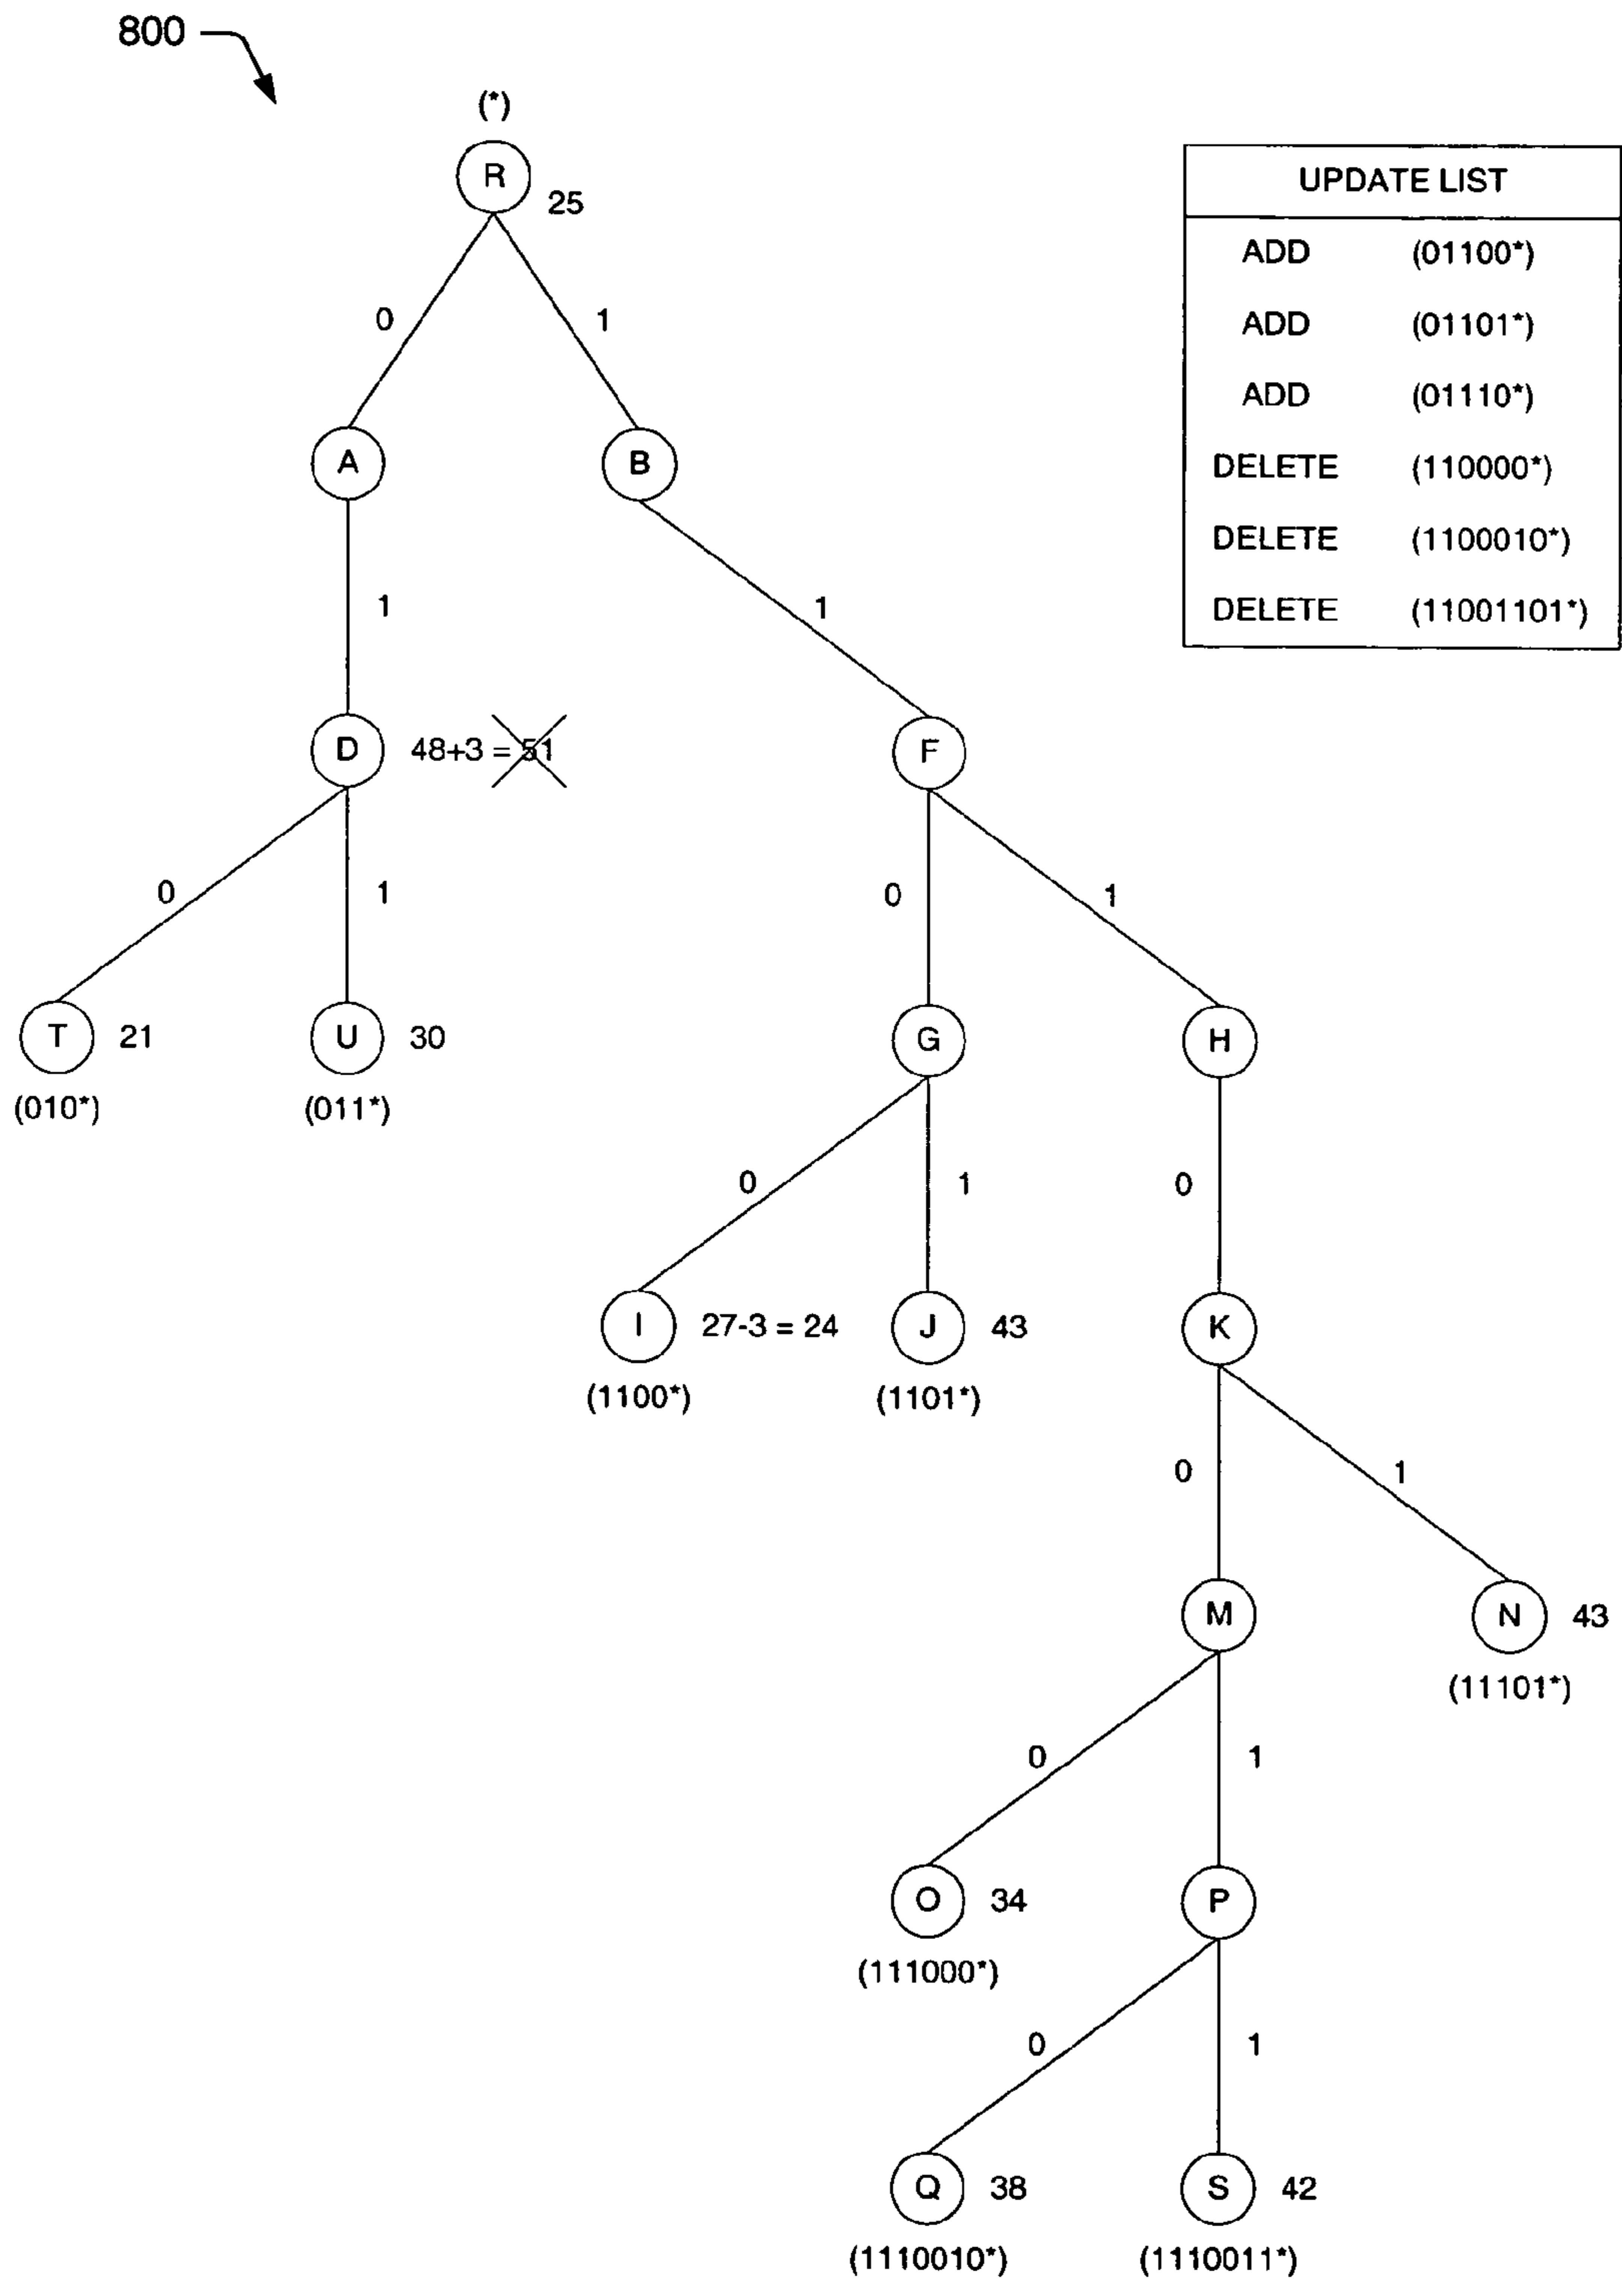 800
(*)
R
25
UPDATE LIST
ADD (01100*)
ADD (01101*)
ADD (01110*)
DELETE (110000*)
DELETE (1100010*)
DELETE (11001101*)
0
1
A
B
1
1
D
48+3 = 51
F
0
1
0
1
T
21
U
30
G
H
(010*)
(011*)
0
1
0
I
27-3 = 24
J
43
K
(1100*)
(1101*)
0
1
M
N
43
(11101*)
0
1
O
34
P
(111000*)
0
1
Q
38
S
42
(1110010*)
(1110011*)